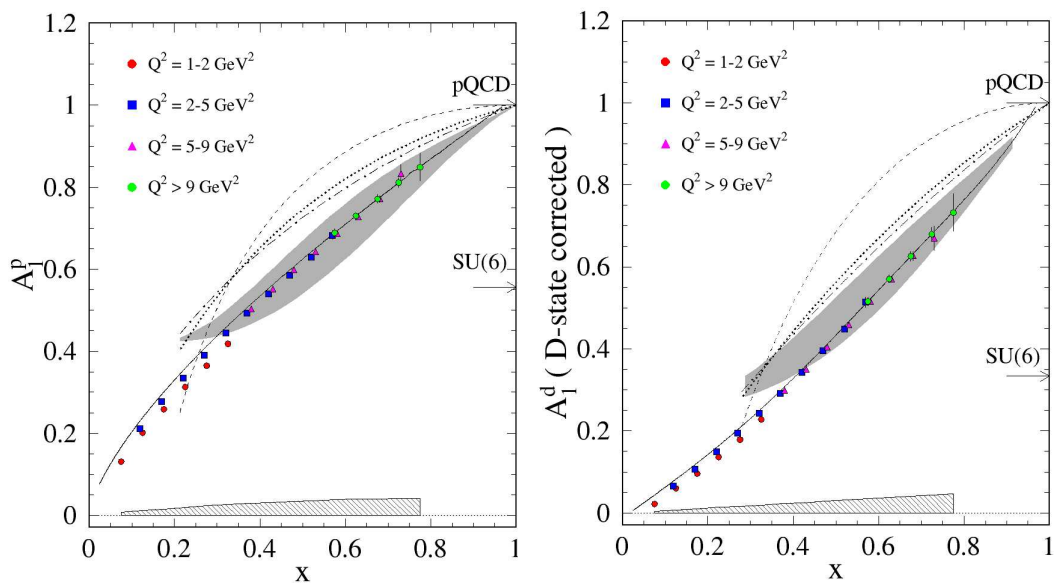 1.2
1
0.8
0.6
0.4
0.2
0
A₁ᵖ
Q² = 1-2 GeV²
Q² = 2-5 GeV²
Q² = 5-9 GeV²
Q² > 9 GeV²
pQCD
SU(6)
0 0.2 0.4 0.6 0.8 1
x
1.2
1
0.8
0.6
0.4
0.2
0
A₁ᵈ ( D-state corrected )
Q² = 1-2 GeV²
Q² = 2-5 GeV²
Q² = 5-9 GeV²
Q² > 9 GeV²
pQCD
SU(6)
0 0.2 0.4 0.6 0.8 1
x